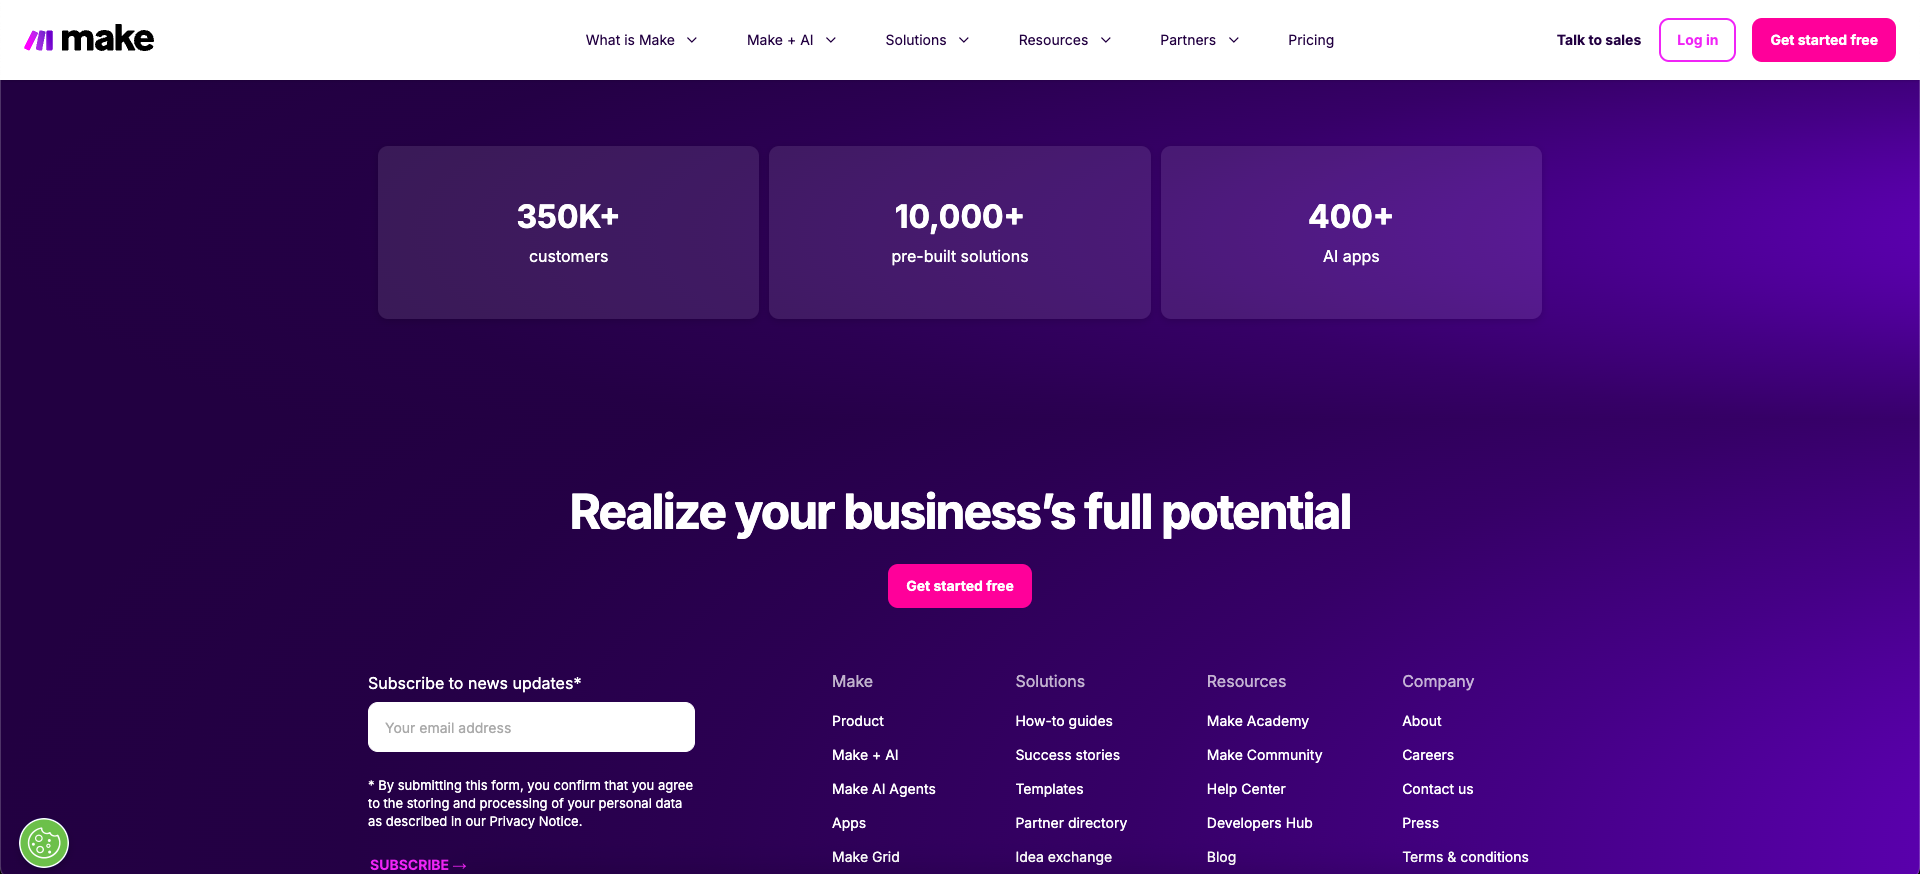 make
What is Make
Make + AI
Solutions
Resources
Partners
Pricing
Talk to sales
Log in
Get started free
350K+
customers
10,000+
pre-built solutions
400+
AI apps
Realize your business’s full potential
Get started free
Subscribe to news updates*
Your email address
* By submitting this form, you confirm that you agree
to the storing and processing of your personal data
as described in our Privacy Notice.
SUBSCRIBE →
Make
Product
Make + AI
Make AI Agents
Apps
Make Grid
Solutions
How-to guides
Success stories
Templates
Partner directory
Idea exchange
Resources
Make Academy
Make Community
Help Center
Developers Hub
Blog
Company
About
Careers
Contact us
Press
Terms & conditions